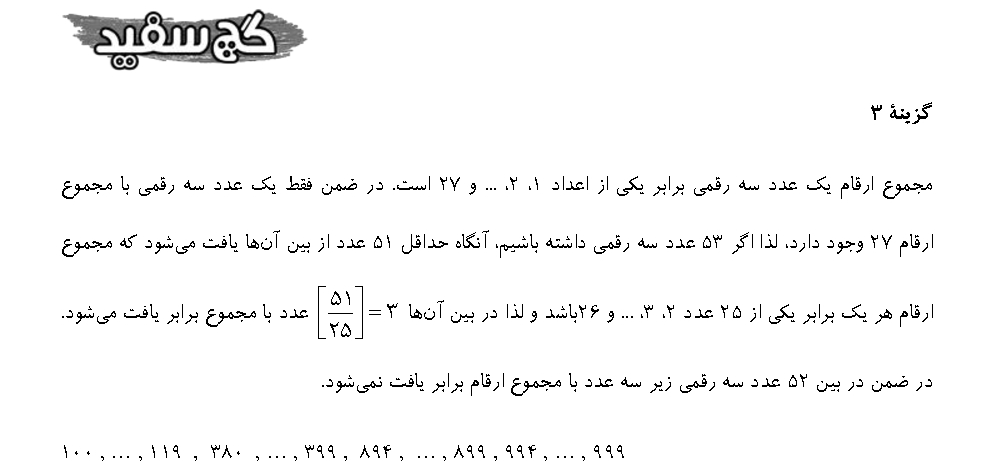 گچ سفید
گزینهٔ ۳
مجموع ارقام یک عدد سه رقمی برابر یکی از اعداد ۱، ۲، ... و ۲۷ است. در ضمن فقط یک عدد سه رقمی با مجموع
ارقام ۲۷ وجود دارد، لذا اگر ۵۳ عدد سه رقمی داشته باشیم، آنگاه حداقل ۵۱ عدد از بین آن‌ها یافت می‌شود که مجموع
ارقام هر یک برابر یکی از ۲۵ عدد ۲، ۳، ... و ۲۶باشد و لذا در بین آن‌ها [۵۱/۲۵] = ۳ عدد با مجموع برابر یافت می‌شود.
در ضمن در بین ۵۲ عدد سه رقمی زیر سه عدد با مجموع ارقام برابر یافت نمی‌شود.
۱۰۰ , ... , ۱۱۹ , ۳۸۰ , ... , ۳۹۹ , ۸۹۴ , ... , ۸۹۹ , ۹۹۴ , ... , ۹۹۹